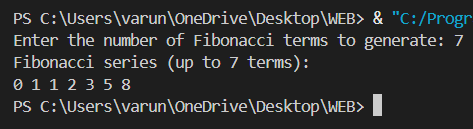 PS C:\Users\varun\OneDrive\Desktop\WEB> & "C:/Progr
Enter the number of Fibonacci terms to generate: 7
Fibonacci series (up to 7 terms):
0 1 1 2 3 5 8
PS C:\Users\varun\OneDrive\Desktop\WEB>